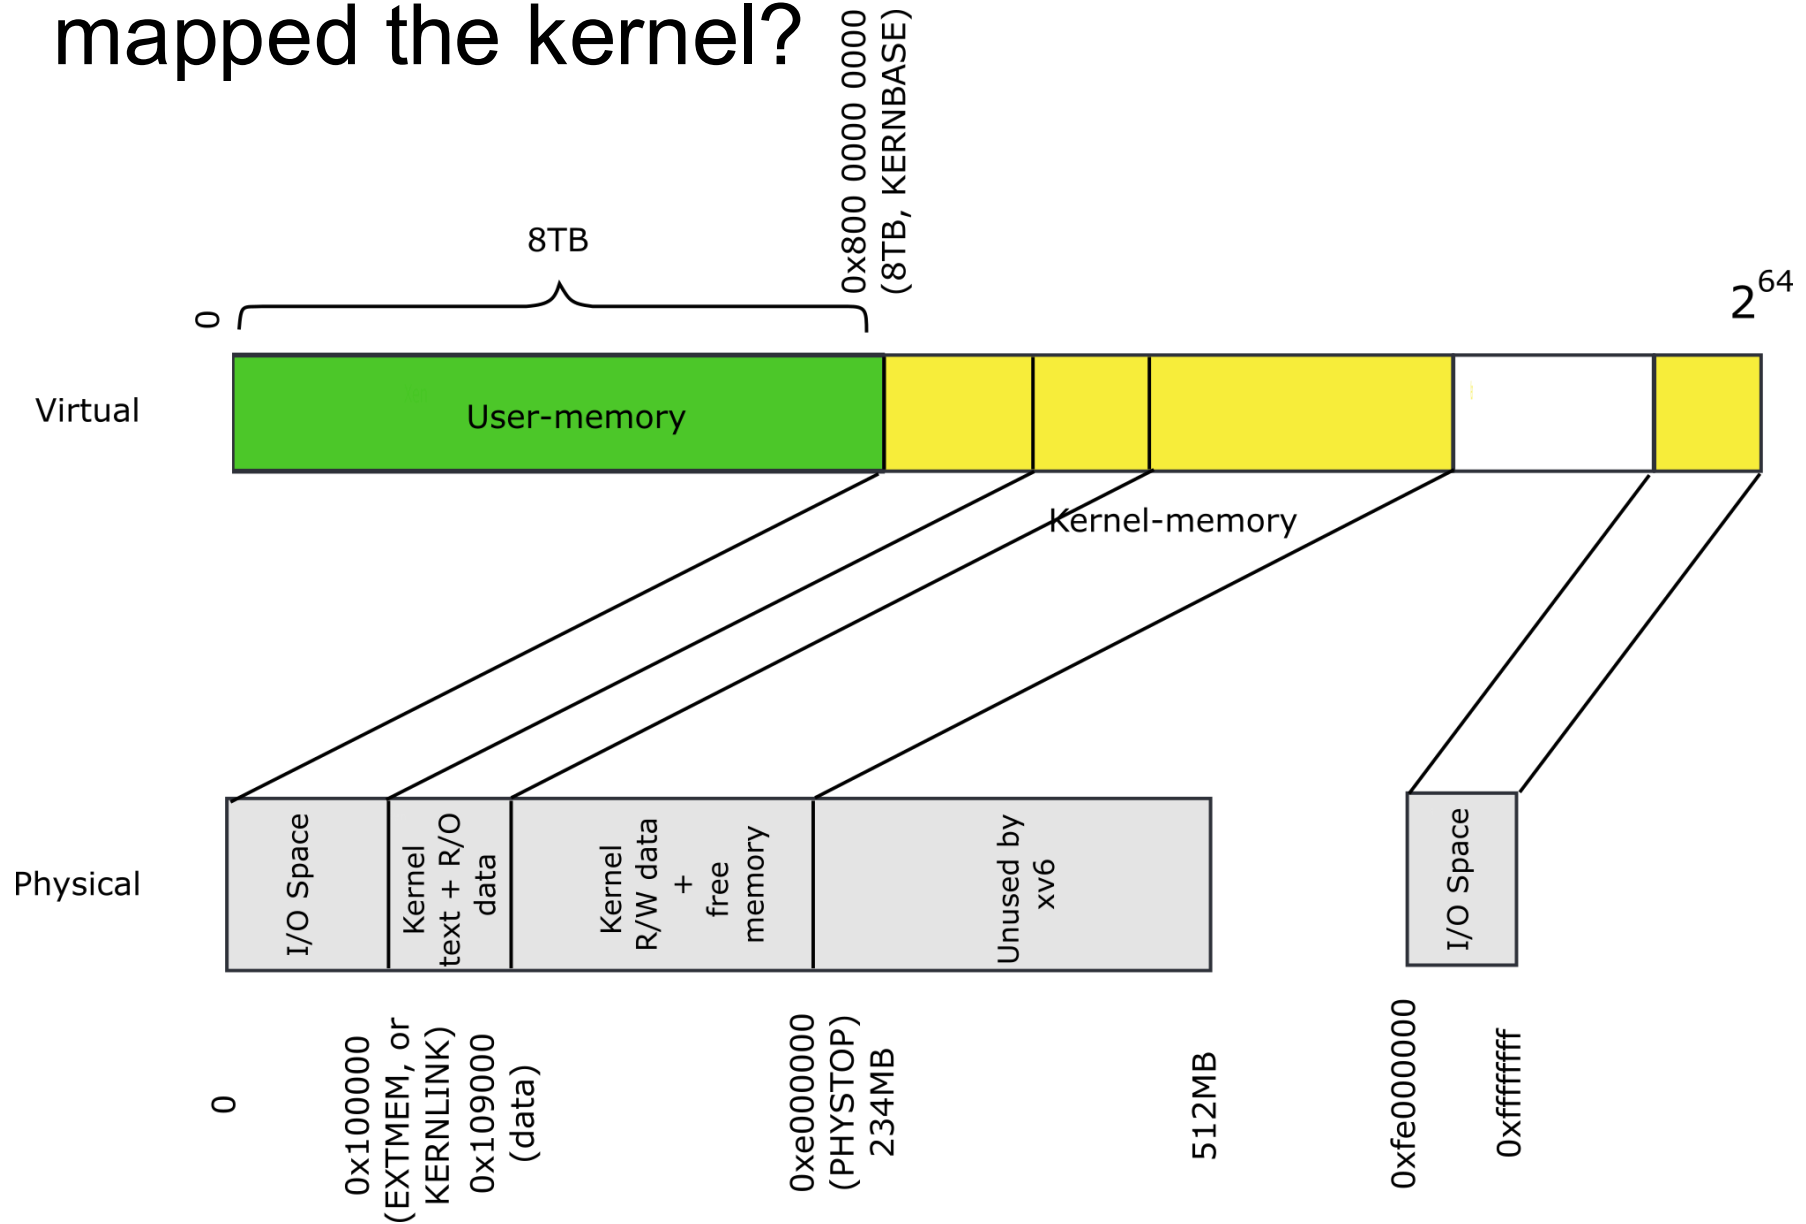 mapped the kernel?
0x800 0000 0000
(8TB, KERNBASE)
8TB
0
2^64
Virtual
User-memory
Kernel-memory
Physical
I/O Space
Kernel
text + R/O
data
Kernel
R/W data
+
free
memory
Unused by
xv6
I/O Space
0
0x100000
(EXTMEM, or
KERNLINK)
0x109000
(data)
0xe000000
(PHYSTOP)
234MB
512MB
0xfe000000
0xffffffff